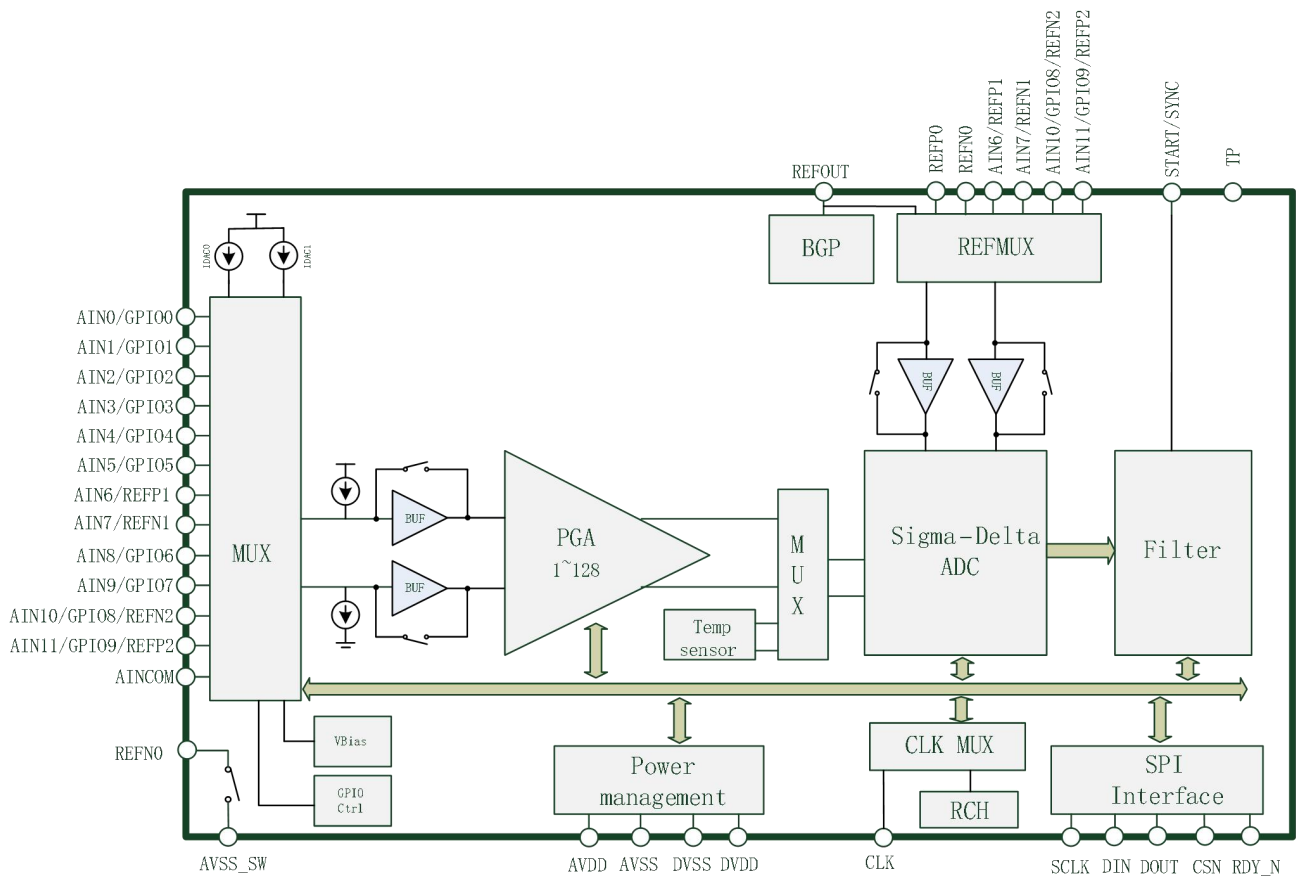 REFP0
REFN0
AIN6/REFP1
AIN7/REFN1
AIN10/GPIO8/REFN2
AIN11/GPIO9/REFP2
START/SYNC
TP
REFOUT
BGP
REFMUX
IDAC0
IDAC1
AIN0/GPIO0
AIN1/GPIO1
AIN2/GPIO2
AIN3/GPIO3
AIN4/GPIO4
AIN5/GPIO5
AIN6/REFP1
AIN7/REFN1
AIN8/GPIO6
AIN9/GPIO7
AIN10/GPIO8/REFN2
AIN11/GPIO9/REFP2
AINCOM
REFN0
MUX
BUF
BUF
BUF
BUF
PGA
1~128
M
U
X
Temp
sensor
Sigma-Delta
ADC
Filter
VBias
GPIO
Ctrl
Power
management
CLK MUX
RCH
SPI
Interface
AVSS_SW
AVDD
AVSS
DVSS
DVDD
CLK
SCLK
DIN
DOUT
CSN
RDY_N